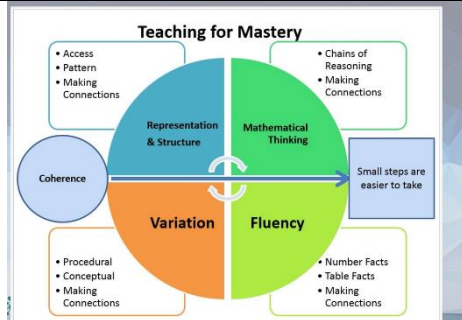 Teaching for Mastery
• Access
• Pattern
• Making
Connections
• Chains of
Reasoning
• Making
Connections
Representation
& Structure
Mathematical
Thinking
Coherence
Small steps are
easier to take
Variation
Fluency
• Procedural
• Conceptual
• Making
Connections
• Number Facts
• Table Facts
• Making
Connections